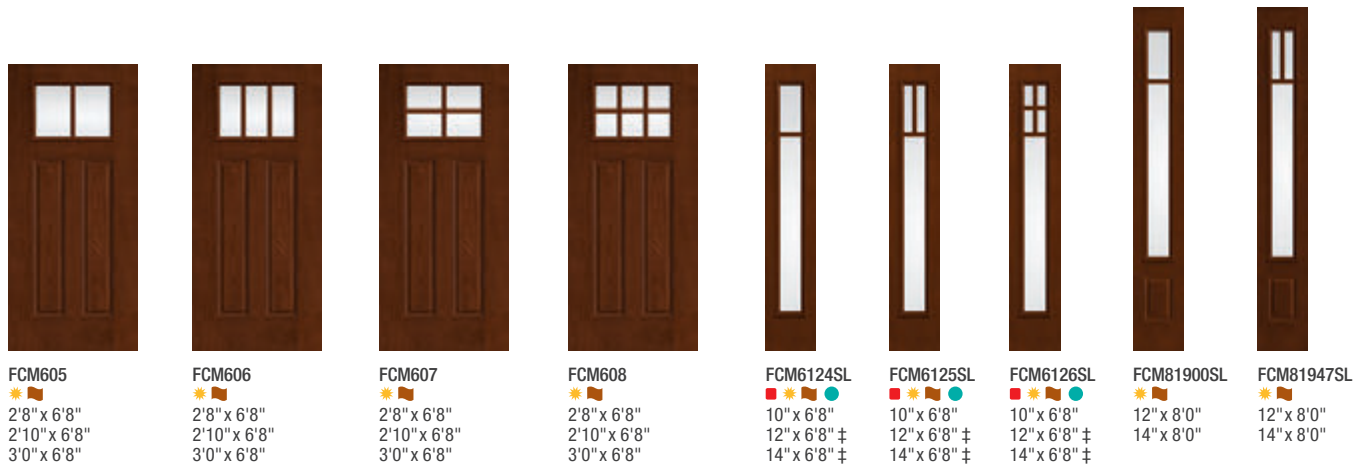 FCM605
2'8" x 6'8"
2'10" x 6'8"
3'0" x 6'8"
FCM606
2'8" x 6'8"
2'10" x 6'8"
3'0" x 6'8"
FCM607
2'8" x 6'8"
2'10" x 6'8"
3'0" x 6'8"
FCM608
2'8" x 6'8"
2'10" x 6'8"
3'0" x 6'8"
FCM6124SL
10" x 6'8"
12" x 6'8" ‡
14" x 6'8" ‡
FCM6125SL
10" x 6'8"
12" x 6'8" ‡
14" x 6'8" ‡
FCM6126SL
10" x 6'8"
12" x 6'8" ‡
14" x 6'8" ‡
FCM81900SL
12" x 8'0"
14" x 8'0"
FCM81947SL
12" x 8'0"
14" x 8'0"